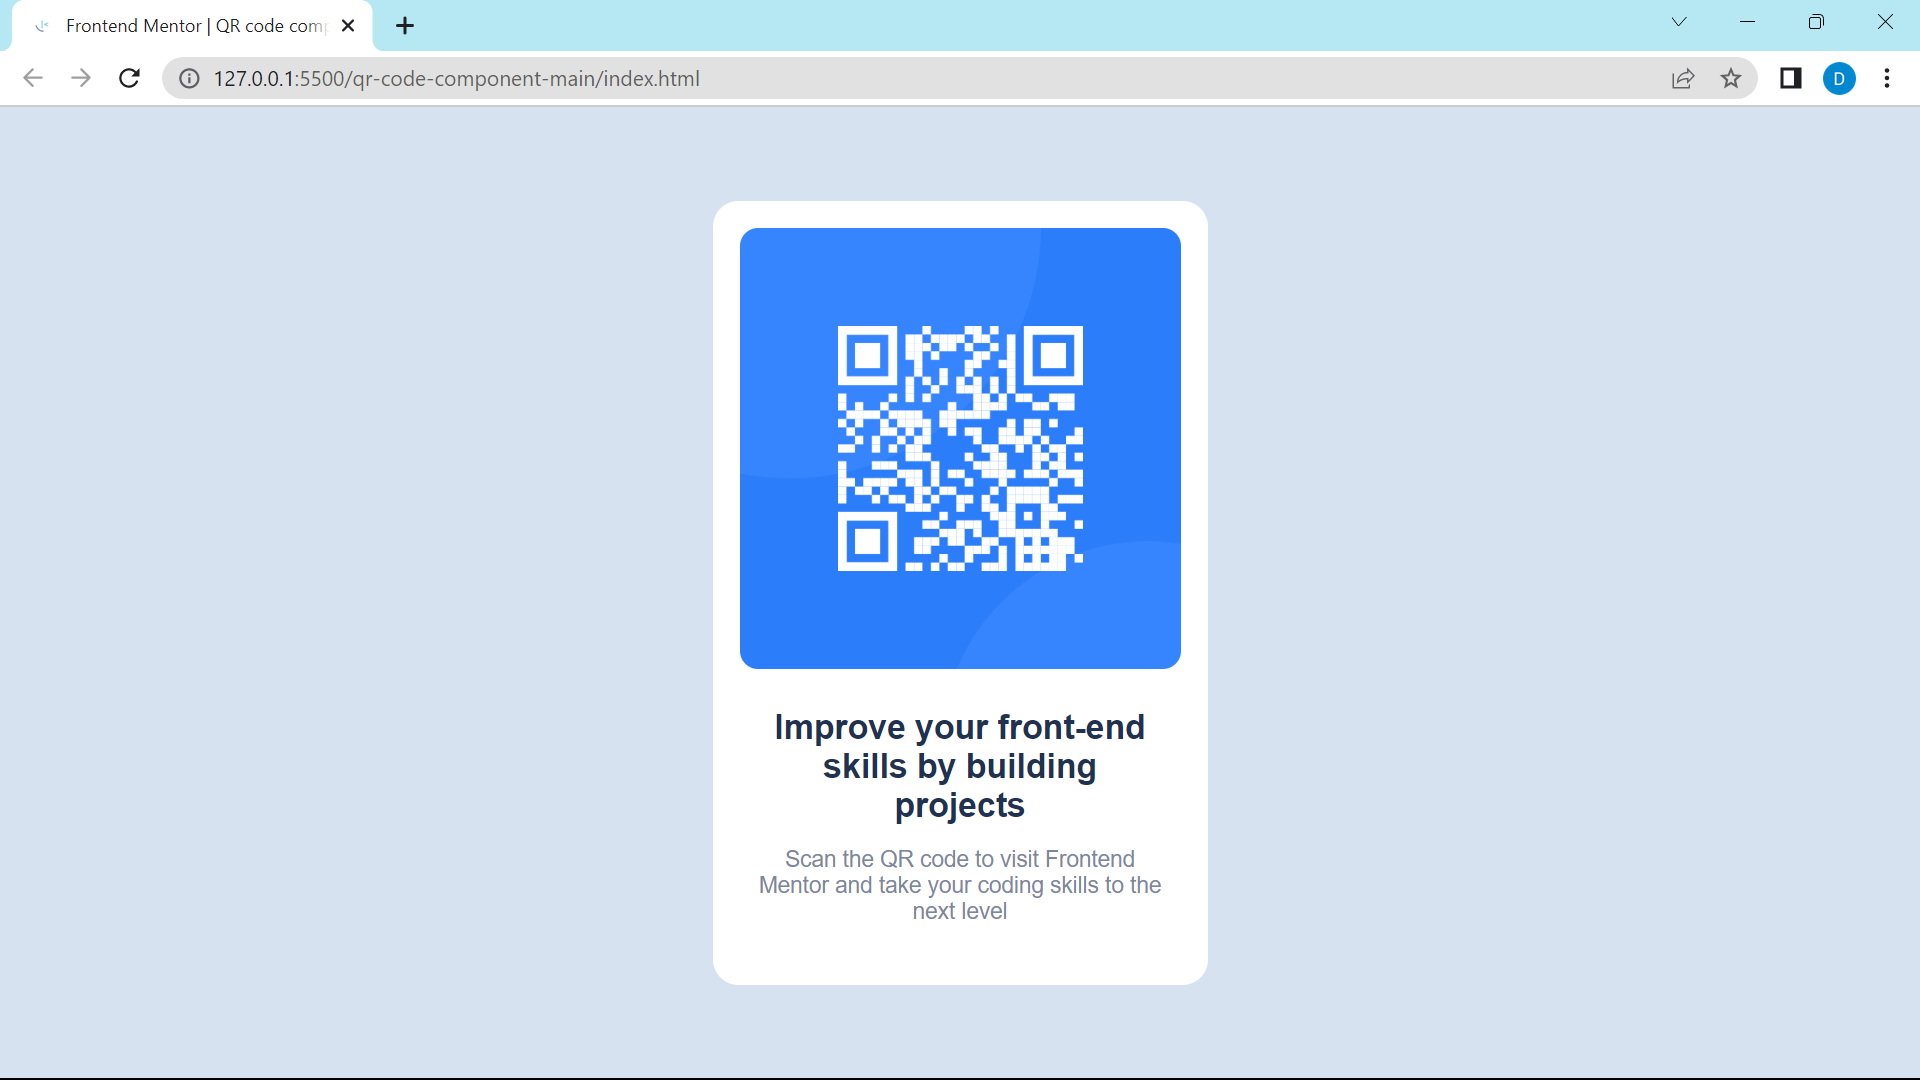 Frontend Mentor | QR code com
127.0.0.1:5500/qr-code-component-main/index.html
D
Improve your front-end
skills by building
projects
Scan the QR code to visit Frontend
Mentor and take your coding skills to the
next level